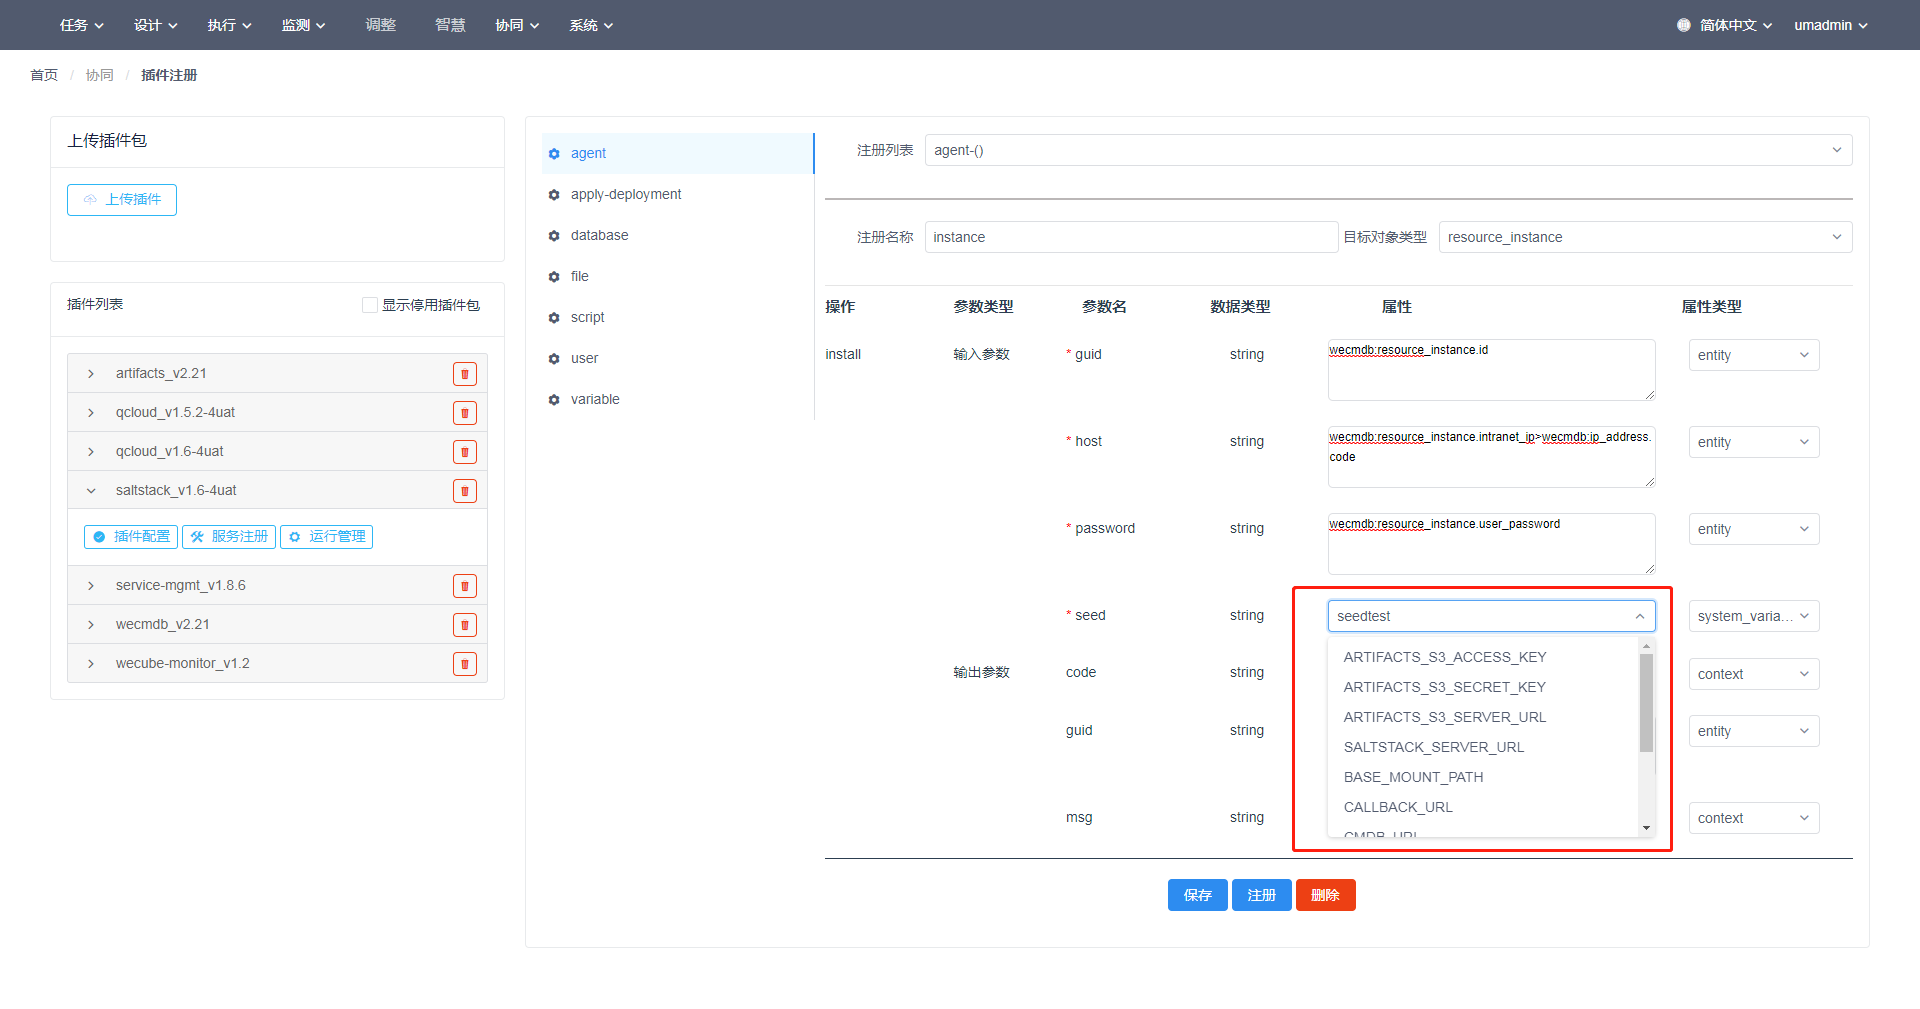 任务 设计 执行 监测 调整 智慧 协同 系统 简体中文 umadmin
首页 / 协同 / 插件注册
上传插件包
上传插件
插件列表 显示停用插件包
artifacts_v2.21
qcloud_v1.5.2-4uat
qcloud_v1.6-4uat
saltstack_v1.6-4uat
插件配置 服务注册 运行管理
service-mgmt_v1.8.6
wecmdb_v2.21
wecube-monitor_v1.2
agent
apply-deployment
database
file
script
user
variable
注册列表 agent-()
注册名称 instance 目标对象类型 resource_instance
操作 参数类型 参数名 数据类型 属性 属性类型
install 输入参数 * guid string wecmdb:resource_instance.id entity
* host string wecmdb:resource_instance.intranet_ip>wecmdb:ip_address.
code entity
* password string wecmdb:resource_instance.user_password entity
* seed string seedtest system_varia...
ARTIFACTS_S3_ACCESS_KEY
ARTIFACTS_S3_SECRET_KEY
ARTIFACTS_S3_SERVER_URL
SALTSTACK_SERVER_URL
BASE_MOUNT_PATH
CALLBACK_URL
CMDB_URL
输出参数 code string context
guid string entity
msg string context
保存 注册 删除